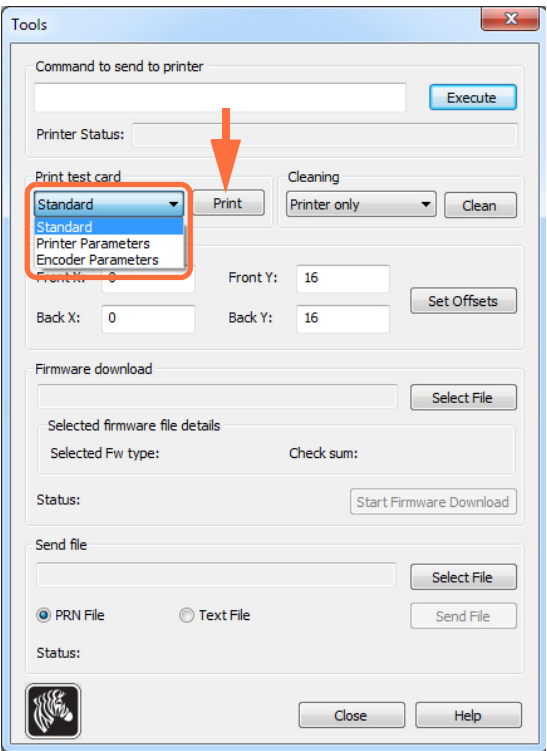 Tools
Command to send to printer
Execute
Printer Status:
Print test card
Cleaning
Standard Print Printer only Clean
Standard
Printer Parameters
Encoder Parameters
Front X: 0 Front Y: 16
Set Offsets
Back X: 0 Back Y: 16
Firmware download
Select File
Selected firmware file details
Selected Fw type: Check sum:
Status: Start Firmware Download
Send file
Select File
PRN File Text File Send File
Status:
Close Help